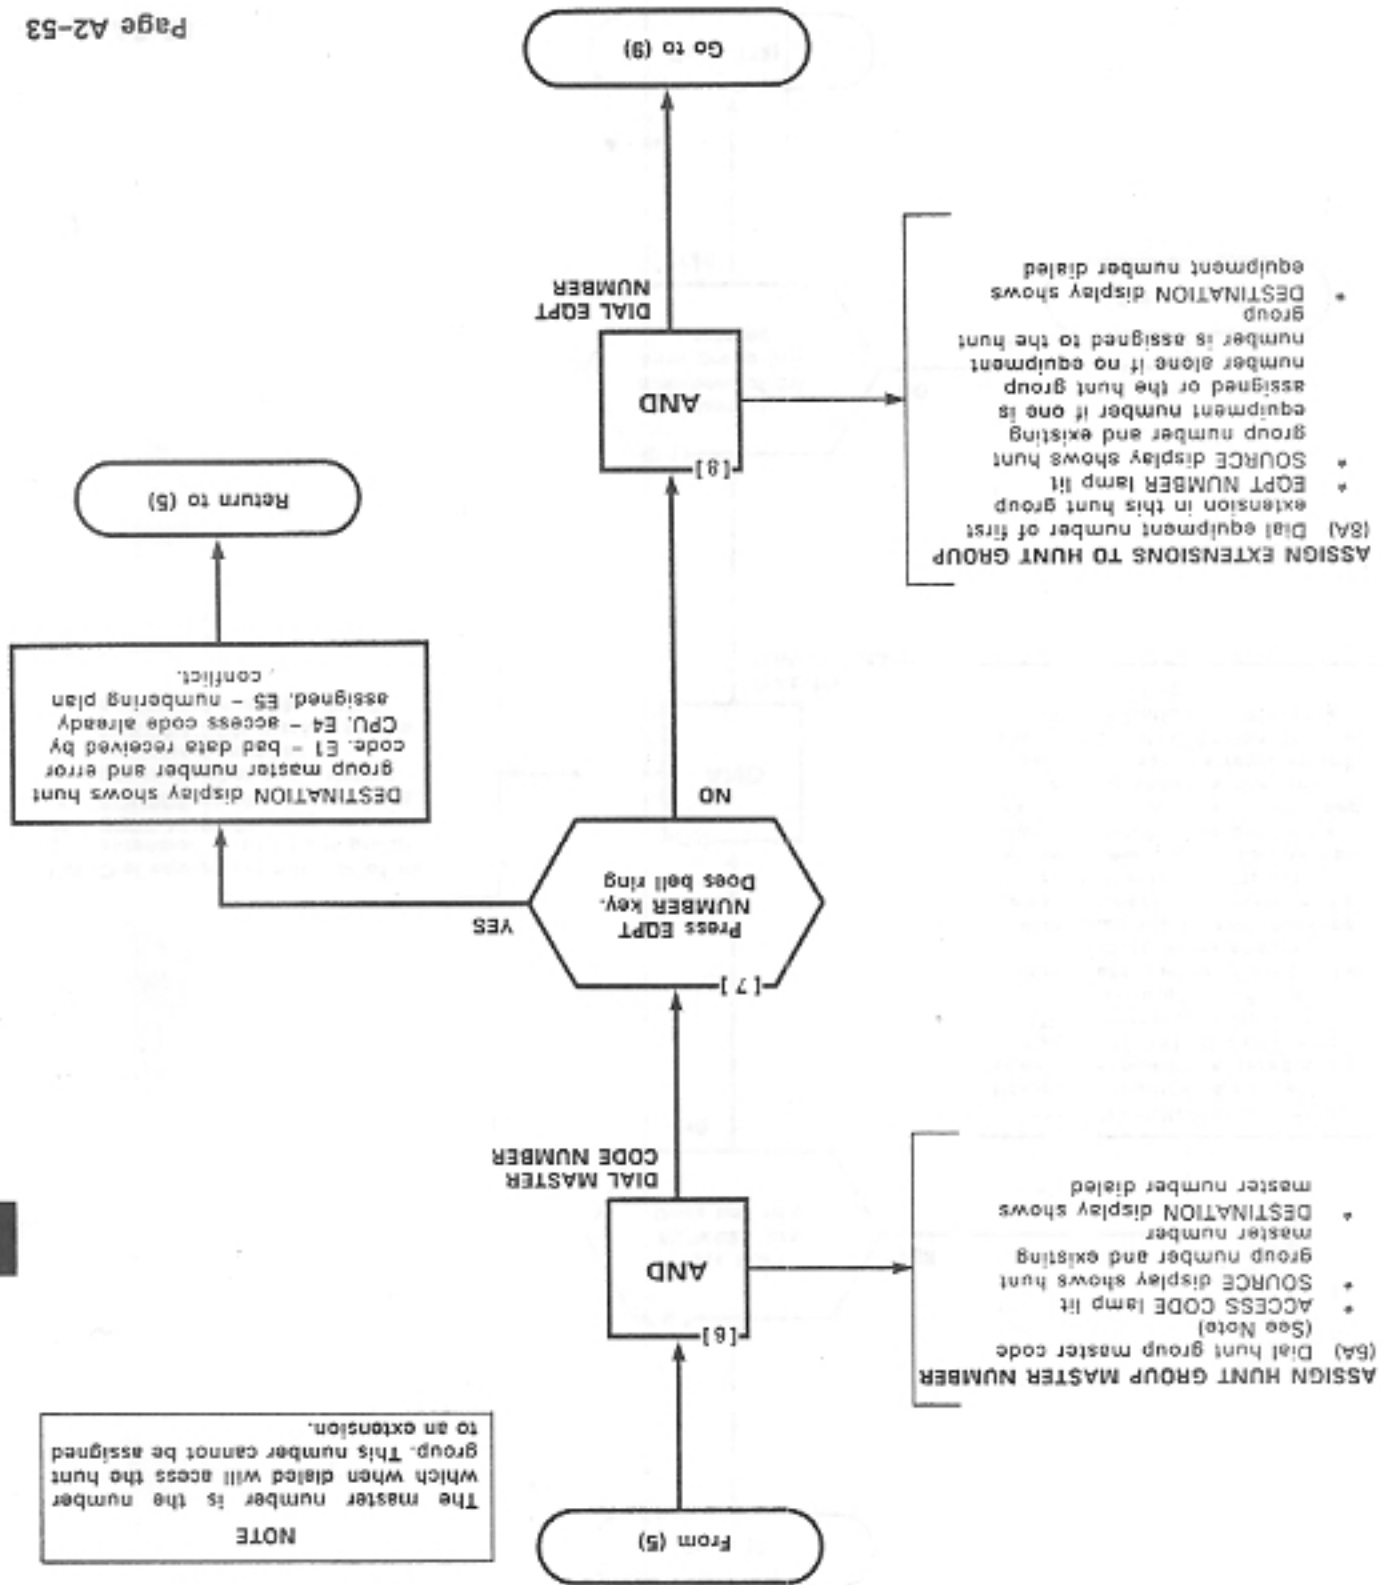 From (5)
NOTE
The master number is the number
which when dialed will acess the hunt
group. This number cannot be assigned
to an extension.
ASSIGN HUNT GROUP MASTER NUMBER
(6A) Dial hunt group master code
(See Note)
* ACCESS CODE lamp lit
* SOURCE display shows hunt
group number and existing
master number
* DESTINATION display shows
master number dialed
[6]
AND
DIAL MASTER
CODE NUMBER
[7]
Press EQPT
NUMBER key.
Does bell ring
YES
NO
DESTINATION display shows hunt
group master number and error
code. E1 - bad data received by
CPU. E4 - access code already
assigned. E5 - numbering plan
conflict.
Return to (5)
ASSIGN EXTENSIONS TO HUNT GROUP
(8A) Dial equipment number of first
extension in this hunt group
* EQPT NUMBER lamp lit
* SOURCE display shows hunt
group number and existing
equipment number if one is
assigned or the hunt group
number alone if no equipment
number is assigned to the hunt
group
* DESTINATION display shows
equipment number dialed
[8]
AND
DIAL EQPT
NUMBER
Go to (9)
Page A2-53